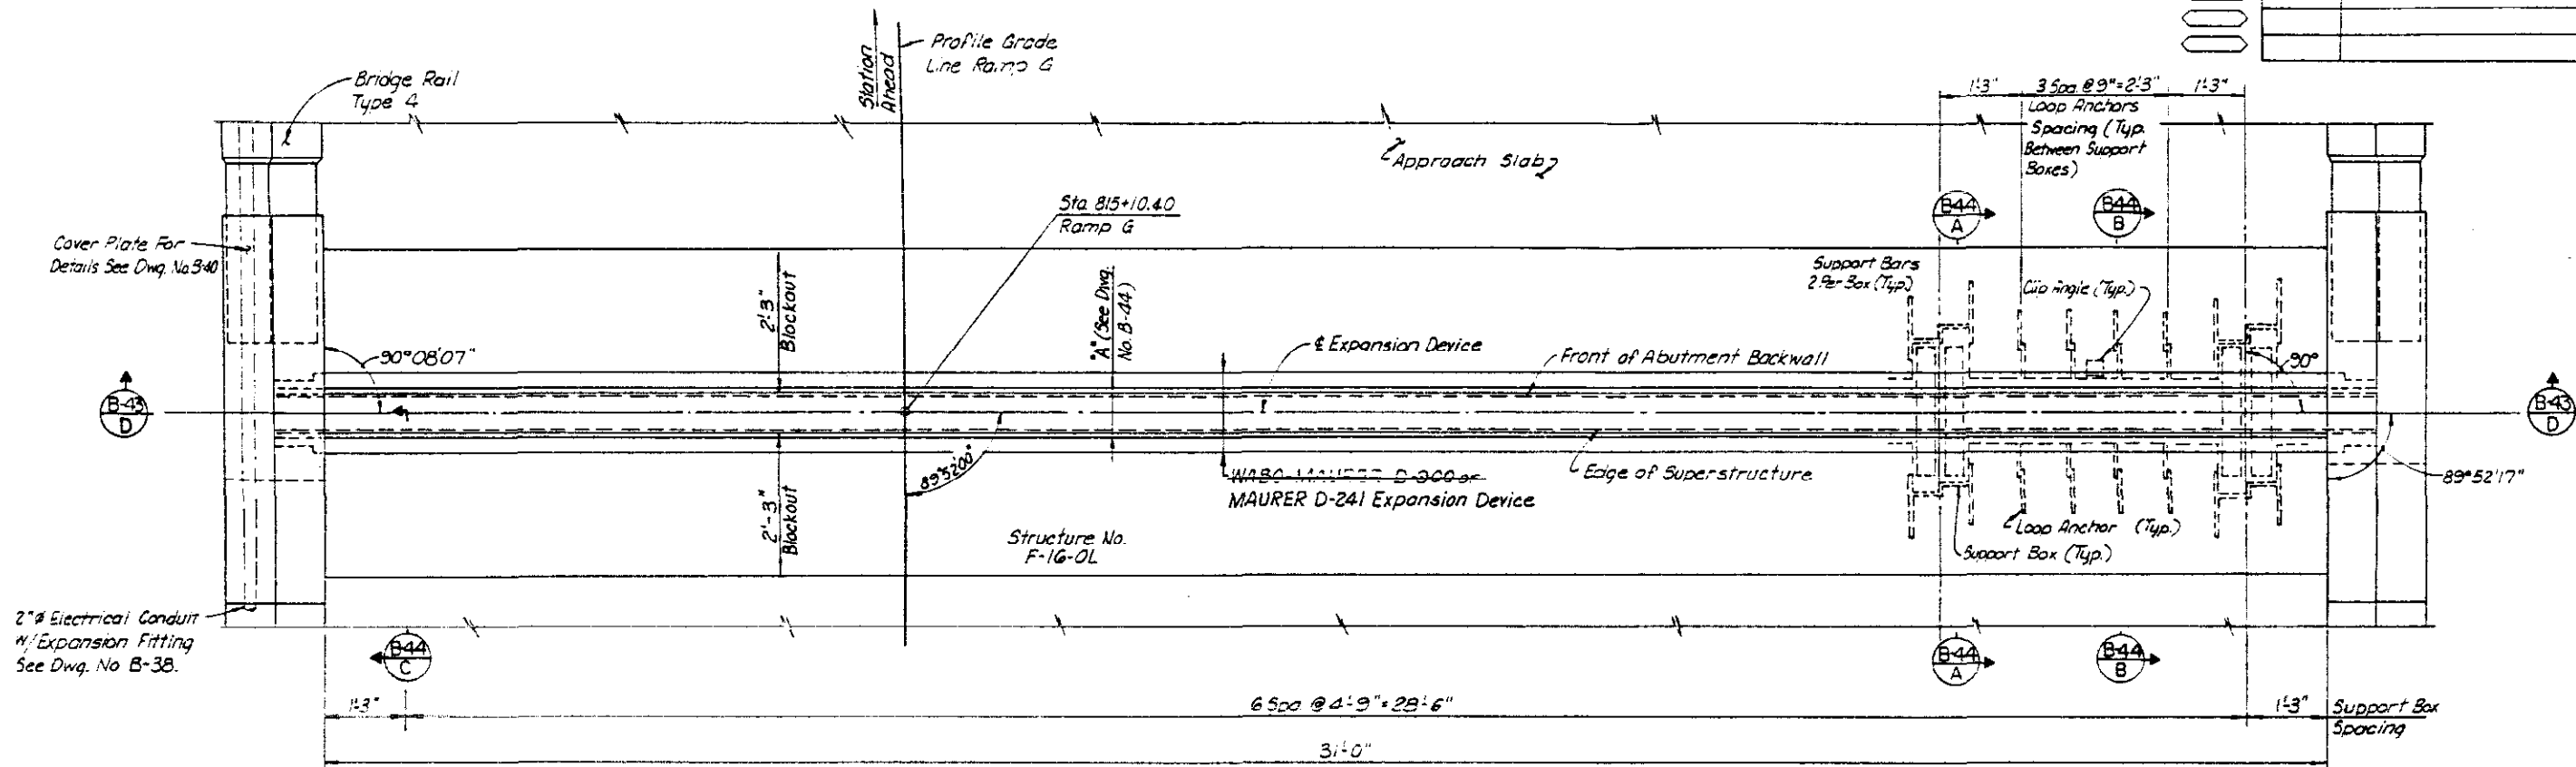 Station
Ahead
Profile Grade
Line Ramp G
Bridge Rail
Type 4
1'-3"
3 Spa. @ 9"=2'-3"
1'-3"
Loop Anchors
Spacing (Typ.
Between Support
Boxes)
Approach Slab
Sta. 815+10.40
Ramp G
B-44
A
B-44
B
Cover Plate For
Details See Dwg. No. B-40
2'-3"
Blockout
"A" (See Dwg.
No. B-44)
Support Bars
2 Per Box (Typ.)
Clip Angle (Typ.)
90°08'07"
℄ Expansion Device
Front of Abutment Backwall
90°
B-43
D
B-43
D
89°52'00"
WABO-MAURER D-300 or
MAURER D-241 Expansion Device
Edge of Superstructure
89°52'17"
2'-3"
Blockout
Structure No.
F-16-OL
Loop Anchor (Typ.)
Support Box (Typ.)
2"ø Electrical Conduit
W/Expansion Fitting
See Dwg. No B-38.
B-44
C
B-44
A
B-44
B
1'-3"
6 Spa. @ 4'-9"=28'-6"
1'-3"
Support Box
Spacing
31'-0"